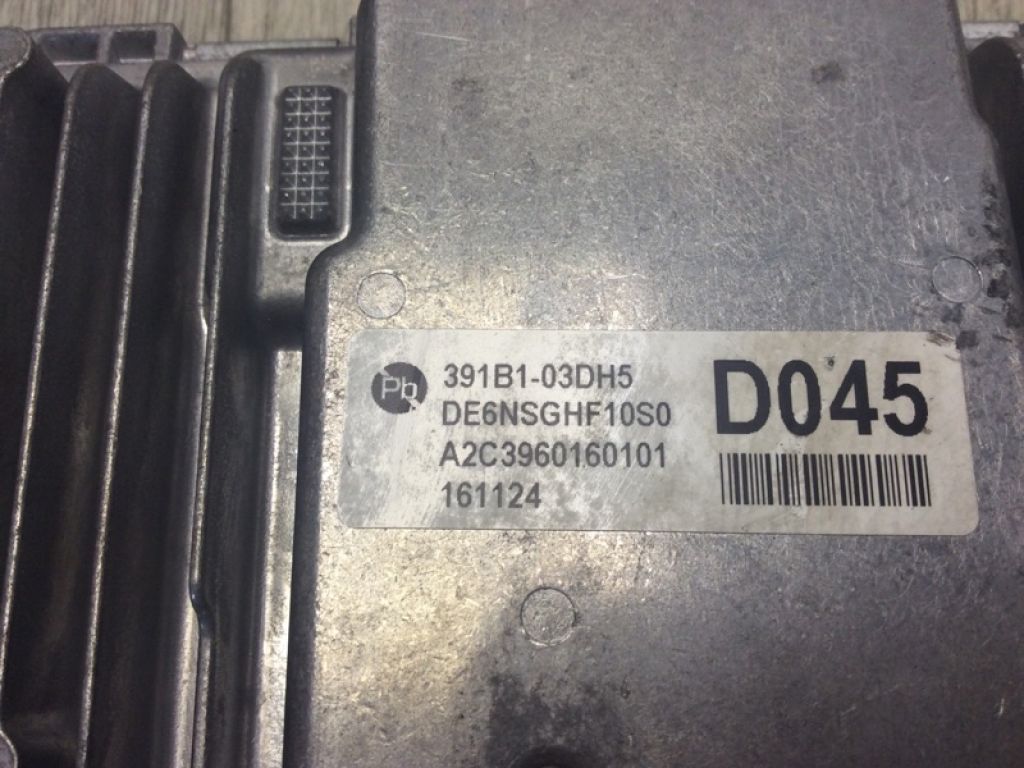 Pb
391B1-03DH5
DE6NSGHF10S0
A2C3960160101
161124
D045